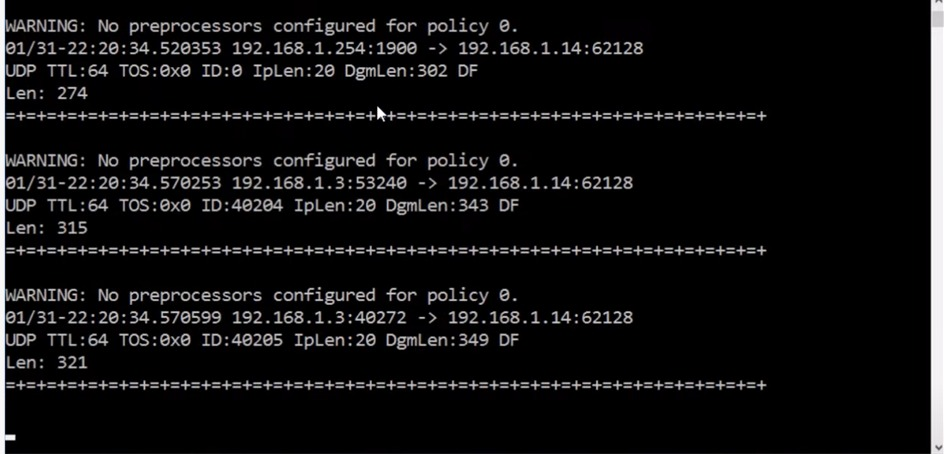 WARNING: No preprocessors configured for policy 0.
01/31-22:20:34.520353 192.168.1.254:1900 -> 192.168.1.14:62128
UDP TTL:64 TOS:0x0 ID:0 IpLen:20 DgmLen:302 DF
Len: 274
=+=+=+=+=+=+=+=+=+=+=+=+=+=+=+=+=+=+=+=+=+=+=+=+=+=+=+=+=+=+=+=+=+=+=+=+=+
WARNING: No preprocessors configured for policy 0.
01/31-22:20:34.570253 192.168.1.3:53240 -> 192.168.1.14:62128
UDP TTL:64 TOS:0x0 ID:40204 IpLen:20 DgmLen:343 DF
Len: 315
=+=+=+=+=+=+=+=+=+=+=+=+=+=+=+=+=+=+=+=+=+=+=+=+=+=+=+=+=+=+=+=+=+=+=+=+=+
WARNING: No preprocessors configured for policy 0.
01/31-22:20:34.570599 192.168.1.3:40272 -> 192.168.1.14:62128
UDP TTL:64 TOS:0x0 ID:40205 IpLen:20 DgmLen:349 DF
Len: 321
=+=+=+=+=+=+=+=+=+=+=+=+=+=+=+=+=+=+=+=+=+=+=+=+=+=+=+=+=+=+=+=+=+=+=+=+=+